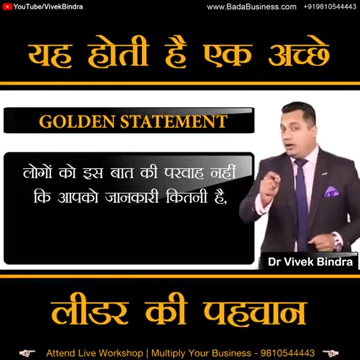 YouTube/VivekBindra
www.BadaBusiness.com
+919810544443
यह होती है एक अच्छे
GOLDEN STATEMENT
लोगों को इस बात की परवाह नहीं
कि आपको जानकारी कितनी है,
Dr Vivek Bindra
लीडर की पहचान
Attend Live Workshop | Multiply Your Business - 9810544443